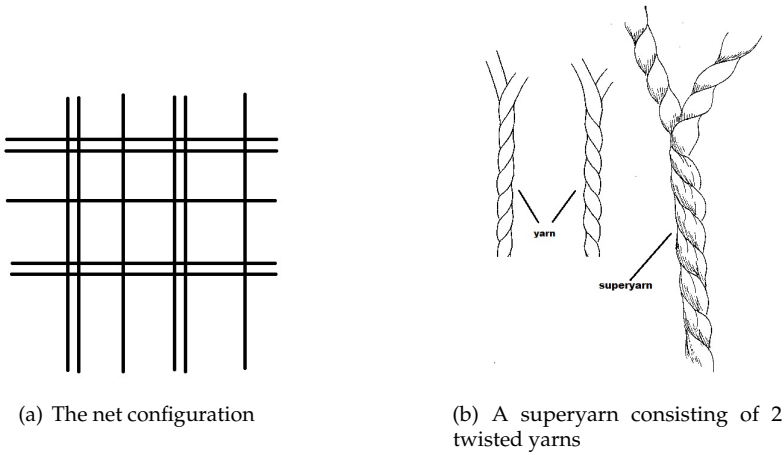 yarn
superyarn
(a) The net configuration
(b) A superyarn consisting of 2
twisted yarns